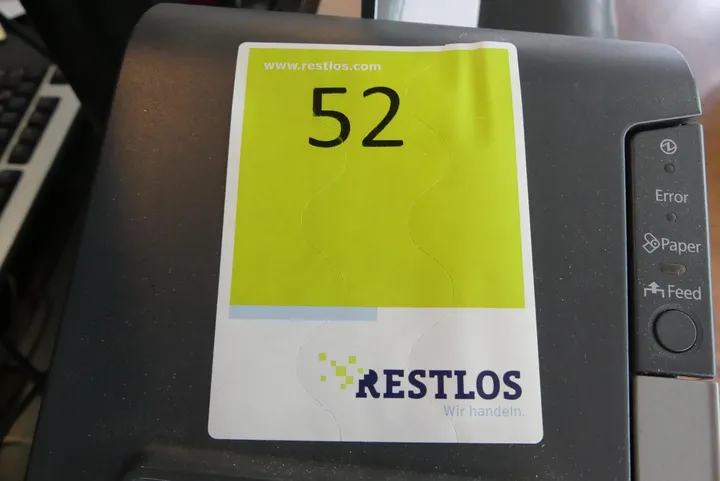 www.restlos.com
52
RESTLOS
Wir handeln.
Error
Paper
Feed